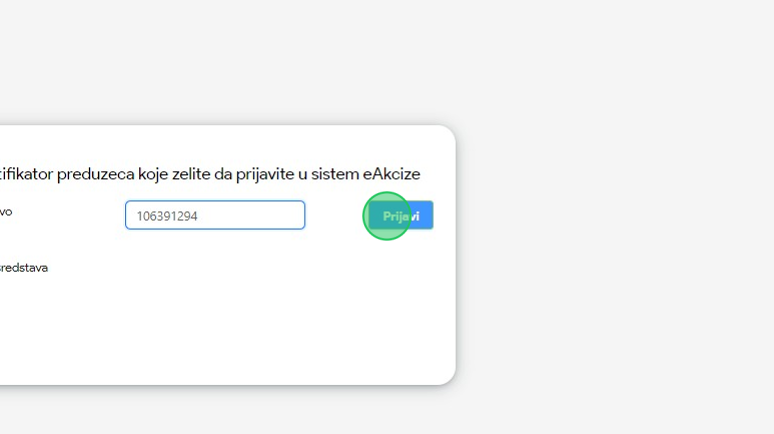 tifikator preduzeca koje zelite da prijavite u sistem eAkcize
vo
106391294
Prijavi
redstava